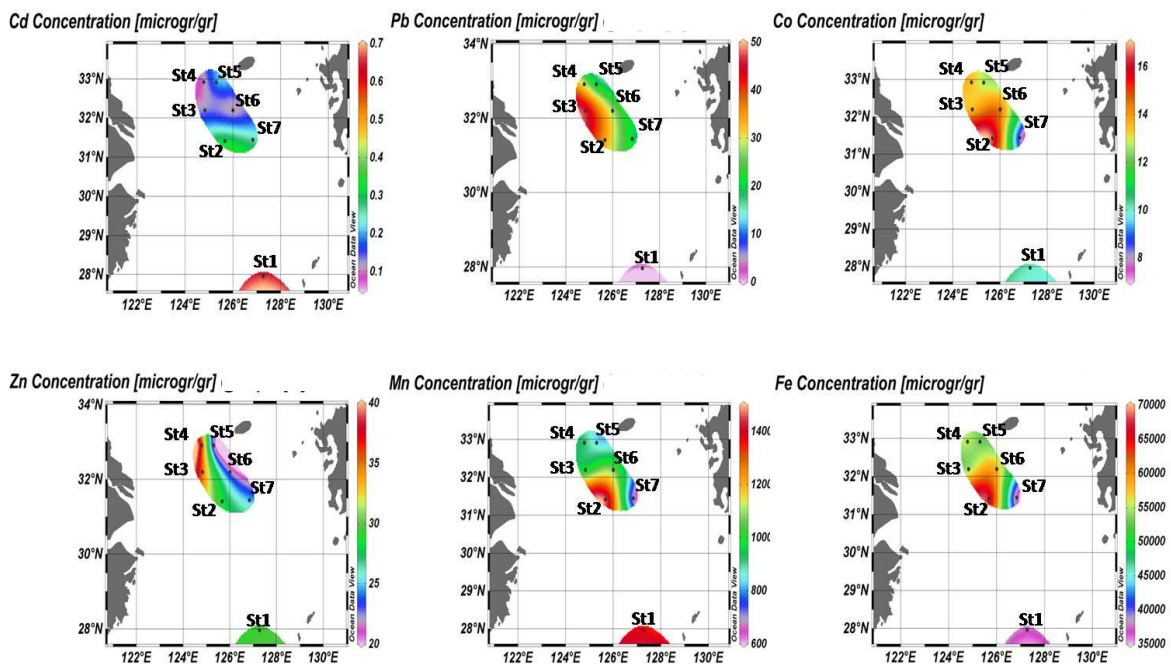 Cd Concentration [microgr/gr]
33°N
32°N
31°N
30°N
29°N
28°N
122°E 124°E 126°E 128°E 130°E
St4 St5
St3 St6
St2 St7
St1
0.7
0.6
0.5
0.4
0.3
0.2
0.1
Ocean Data View
Pb Concentration [microgr/gr]
34°N
33°N
32°N
31°N
30°N
29°N
28°N
122°E 124°E 126°E 128°E 130°E
St4 St5
St3 St6
St2 St7
St1
50
40
30
20
10
0
Ocean Data View
Co Concentration [microgr/gr]
33°N
32°N
31°N
30°N
29°N
28°N
122°E 124°E 126°E 128°E 130°E
St4 St5
St3 St6
St2 St7
St1
16
14
12
10
8
Ocean Data View
Zn Concentration [microgr/gr]
34°N
33°N
32°N
31°N
30°N
29°N
28°N
122°E 124°E 126°E 128°E 130°E
St4 St5
St3 St6
St2 St7
St1
40
35
30
25
20
Ocean Data View
Mn Concentration [microgr/gr]
33°N
32°N
31°N
30°N
29°N
28°N
122°E 124°E 126°E 128°E 130°E
St4 St5
St3 St6
St2 St7
St1
800
600
Ocean Data View
Fe Concentration [microgr/gr]
33°N
32°N
31°N
30°N
29°N
28°N
122°E 124°E 126°E 128°E 130°E
St4 St5
St3 St6
St2 St7
St1
70000
65000
60000
55000
50000
45000
40000
35000
Ocean Data View